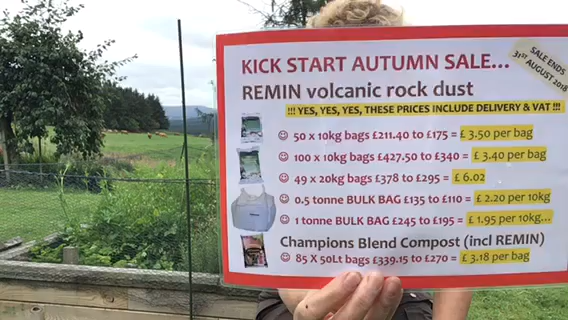 KICK START AUTUMN SALE...
SALE ENDS
31ST AUGUST 2018
REMIN volcanic rock dust
!!! YES, YES, YES, THESE PRICES INCLUDE DELIVERY & VAT !!!
50 x 10kg bags £211.40 to £175 = £ 3.50 per bag
100 x 10kg bags £427.50 to £340 = £ 3.40 per bag
49 x 20kg bags £378 to £295 = £ 6.02
0.5 tonne BULK BAG £135 to £110 = £ 2.20 per 10kg
1 tonne BULK BAG £245 to £195 = £ 1.95 per 10kg...
Champions Blend Compost (incl REMIN)
85 X 50Lt bags £339.15 to £270 = £ 3.18 per bag